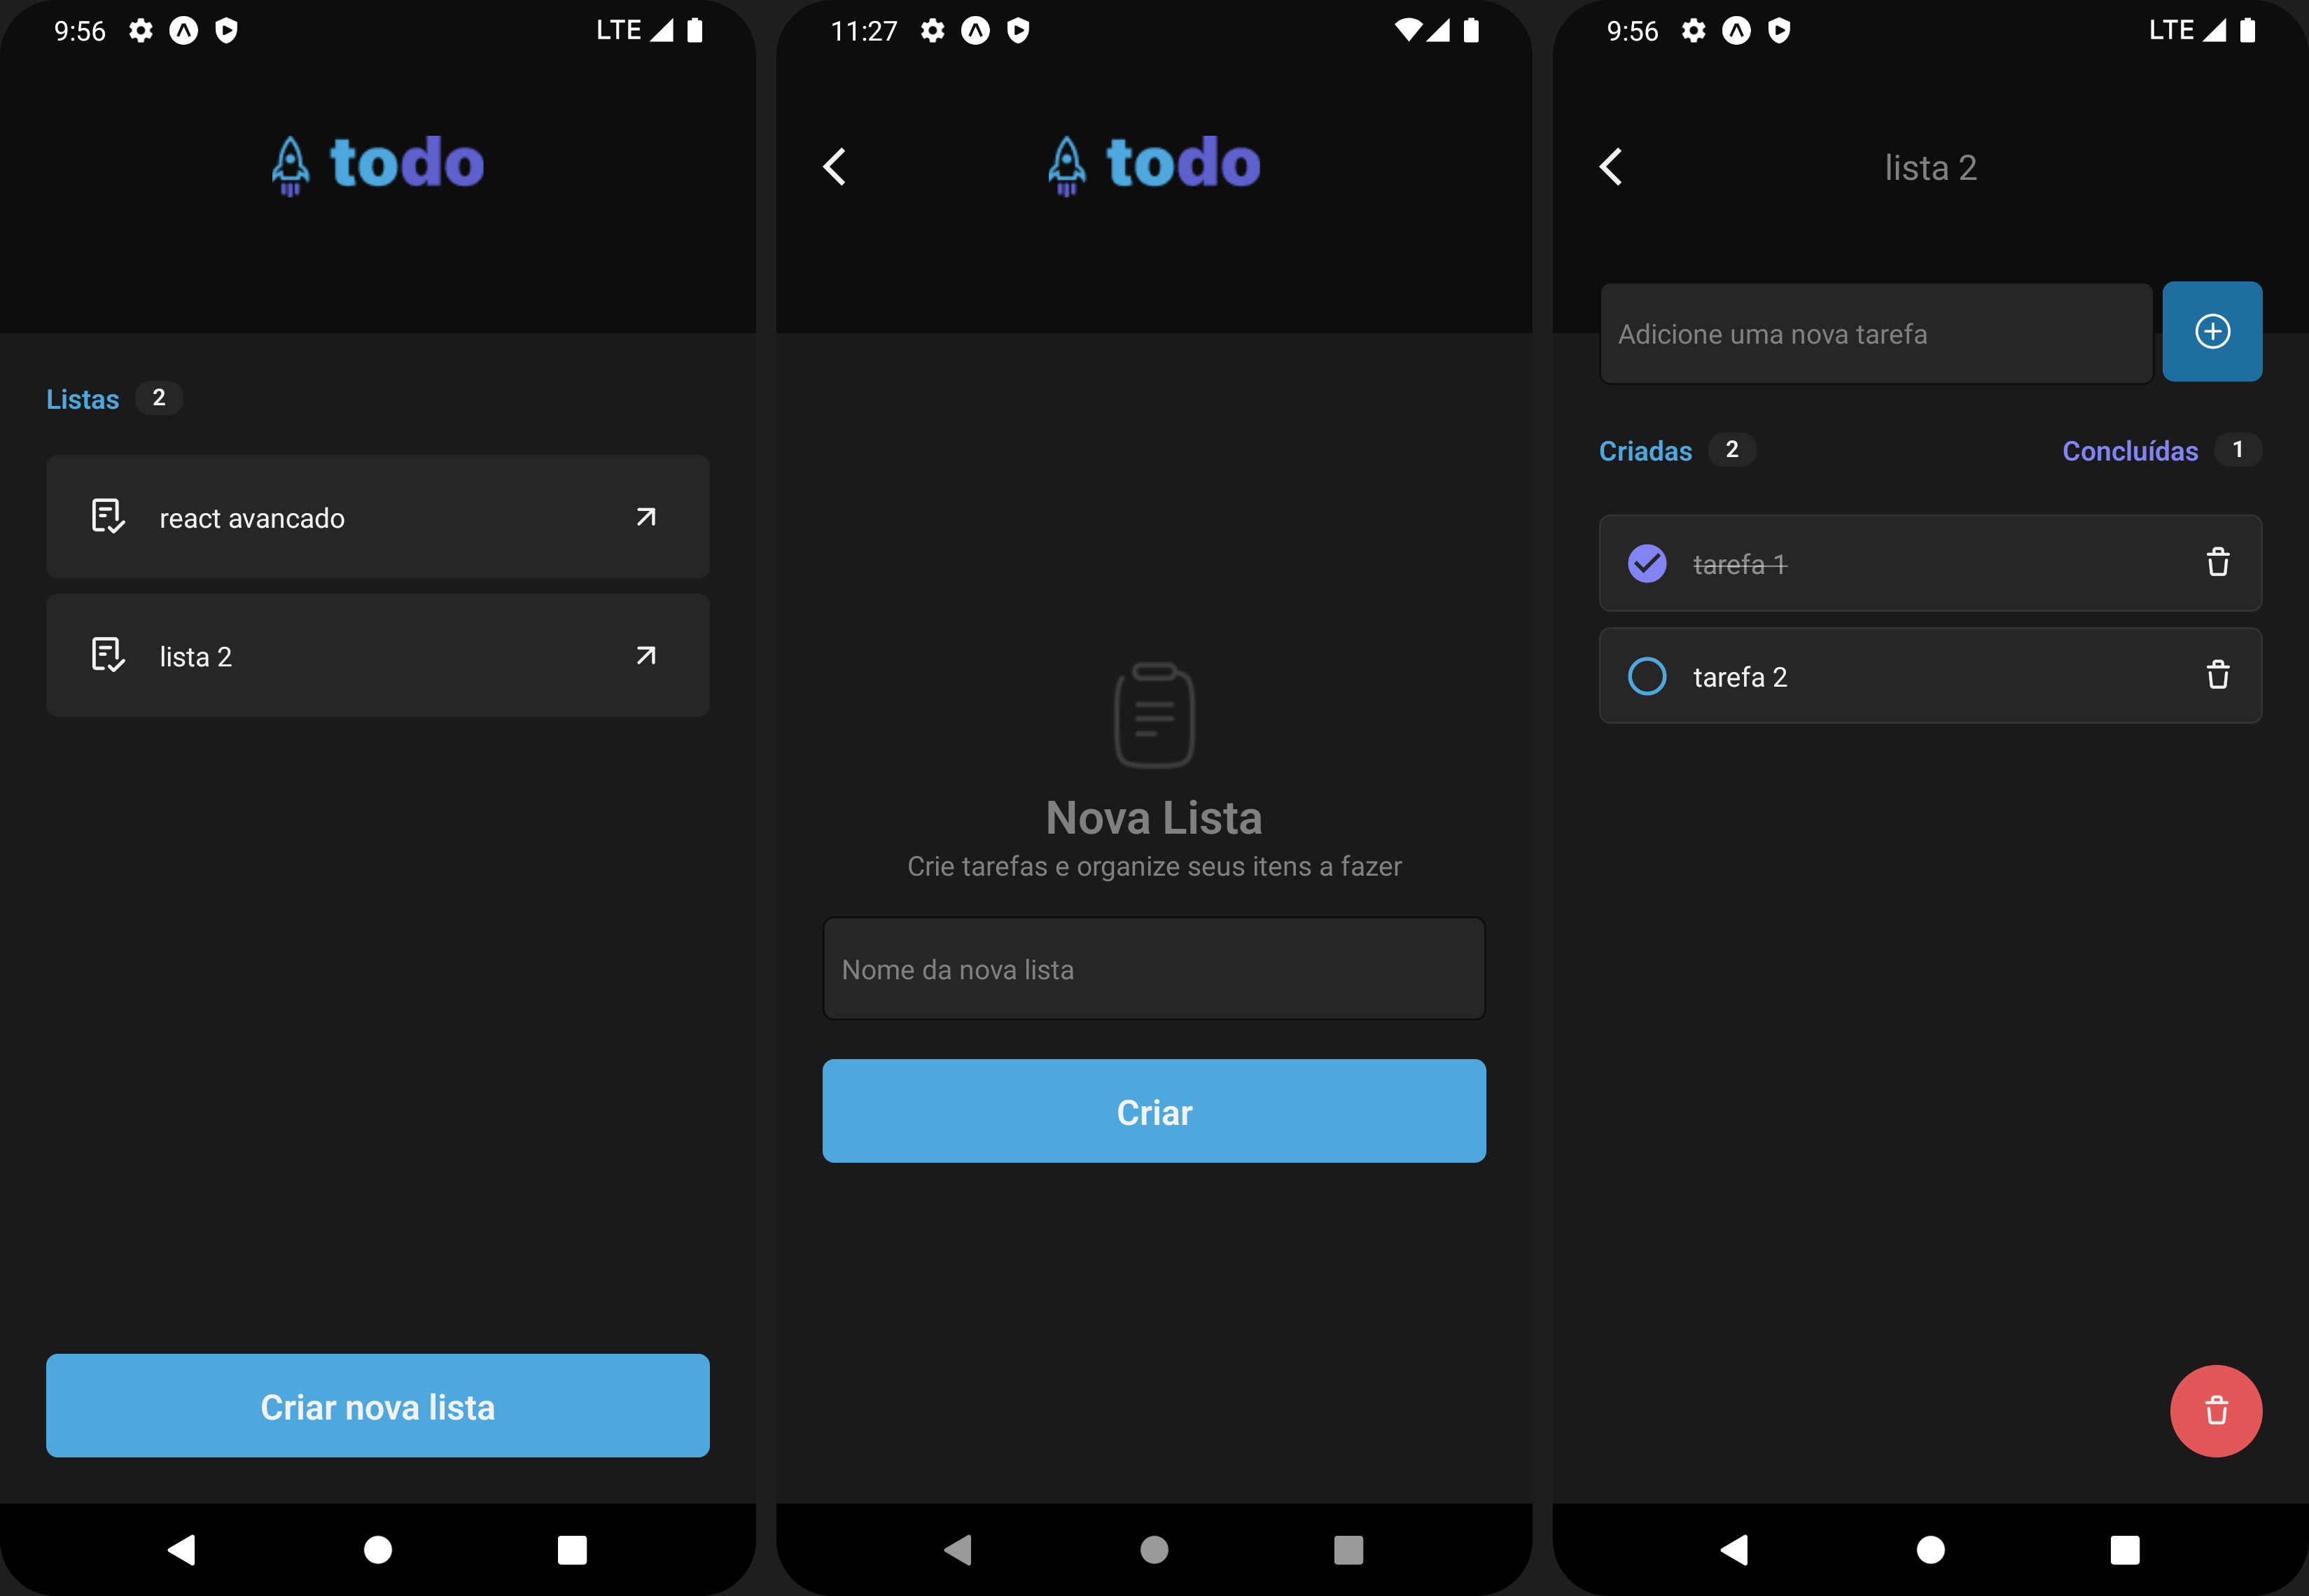 9:56
LTE
todo
Listas 2
react avancado
lista 2
Criar nova lista
11:27
todo
Nova Lista
Crie tarefas e organize seus itens a fazer
Nome da nova lista
Criar
9:56
LTE
lista 2
Adicione uma nova tarefa
Criadas 2
Concluídas 1
tarefa 1
tarefa 2